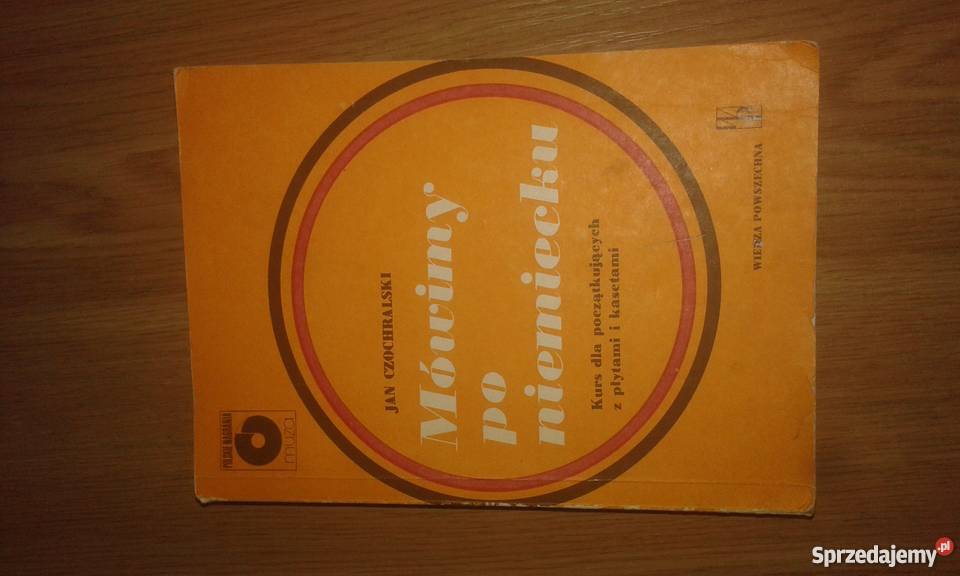 POLSKIE NAGRANIA
muza
JAN CZOCHRALSKI
Mówimy
po
niemiecku
Kurs dla początkujących
z płytami i kasetami
WIEDZA POWSZECHNA
Sprzedajemy.pl